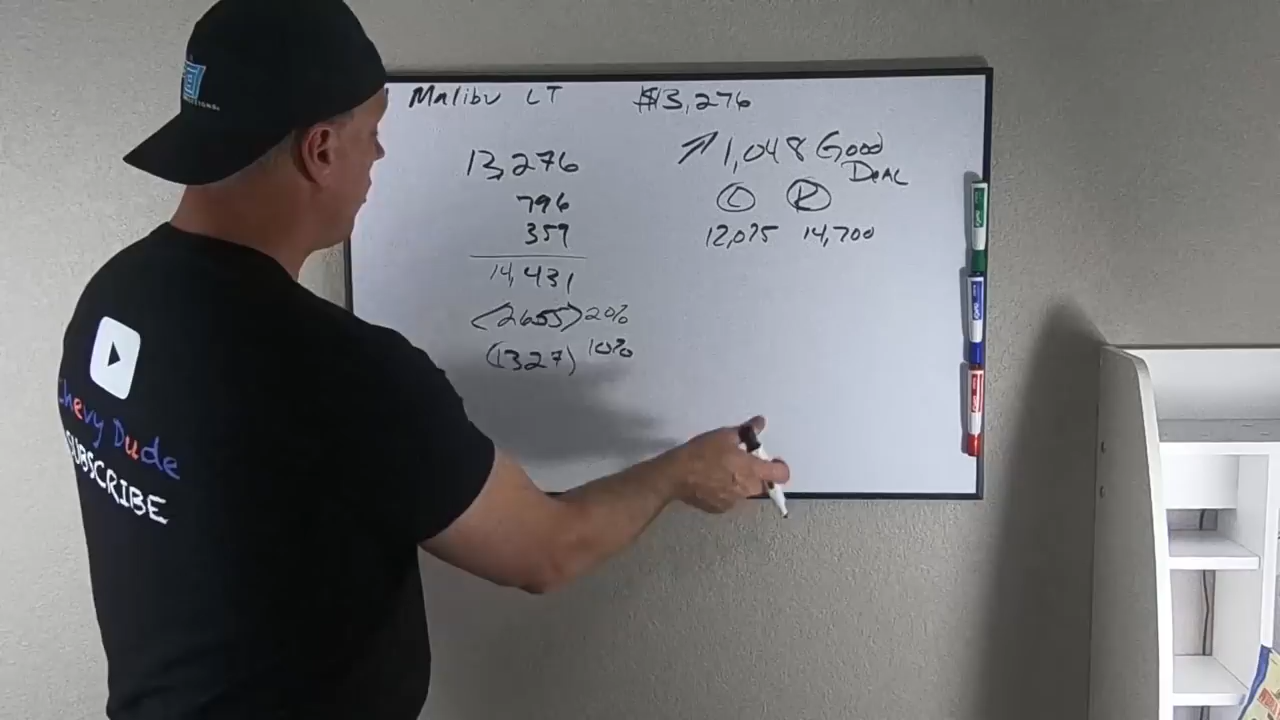 Malibu LT $13,276
13,276
796
359
14,431
(2655) 20%
(1327) 10%
1,048 Good
Deal
C R
12,075 14,700
Chevy Dude
SUBSCRIBE